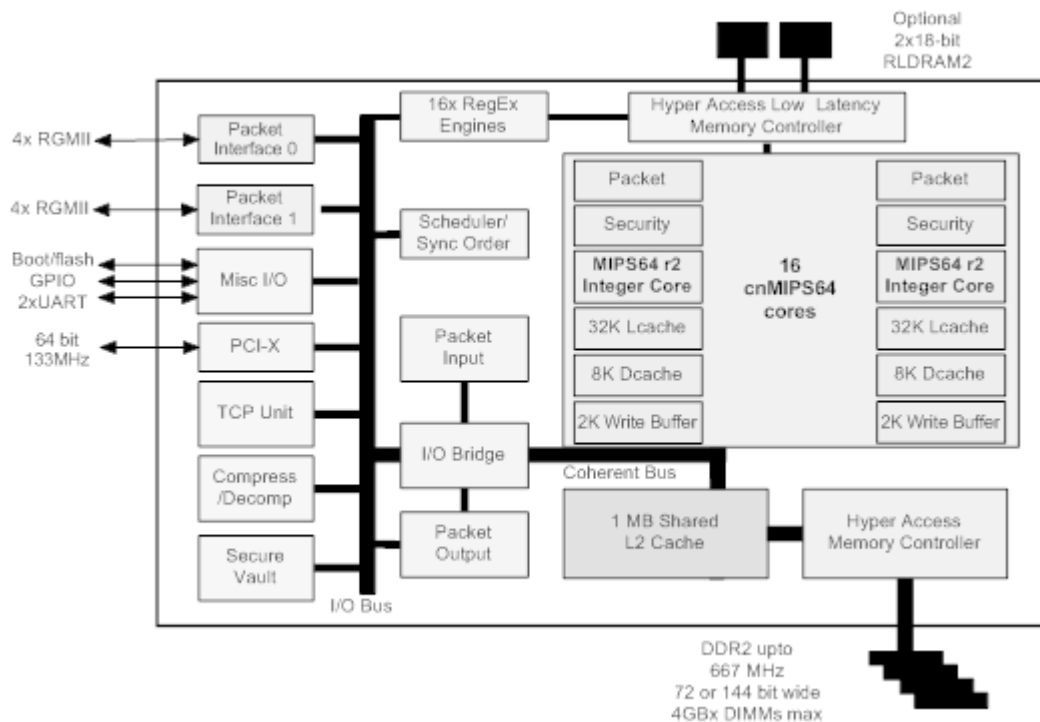 Optional
2x18-bit
RLDRAM2
16x RegEx
Engines
Hyper Access Low Latency
Memory Controller
4x RGMII
Packet
Interface 0
4x RGMII
Packet
Interface 1
Scheduler/
Sync Order
Boot/flash
GPIO
2xUART
Misc I/O
64 bit
133MHz
PCI-X
Packet
Input
TCP Unit
I/O Bridge
Compress
/Decomp
Packet
Output
Secure
Vault
I/O Bus
Packet
Security
MIPS64 r2
Integer Core
32K Lcache
8K Dcache
2K Write Buffer
16
cnMIPS64
cores
Packet
Security
MIPS64 r2
Integer Core
32K Lcache
8K Dcache
2K Write Buffer
Coherent Bus
1 MB Shared
L2 Cache
Hyper Access
Memory Controller
DDR2 upto
667 MHz
72 or 144 bit wide
4GBx DIMMs max